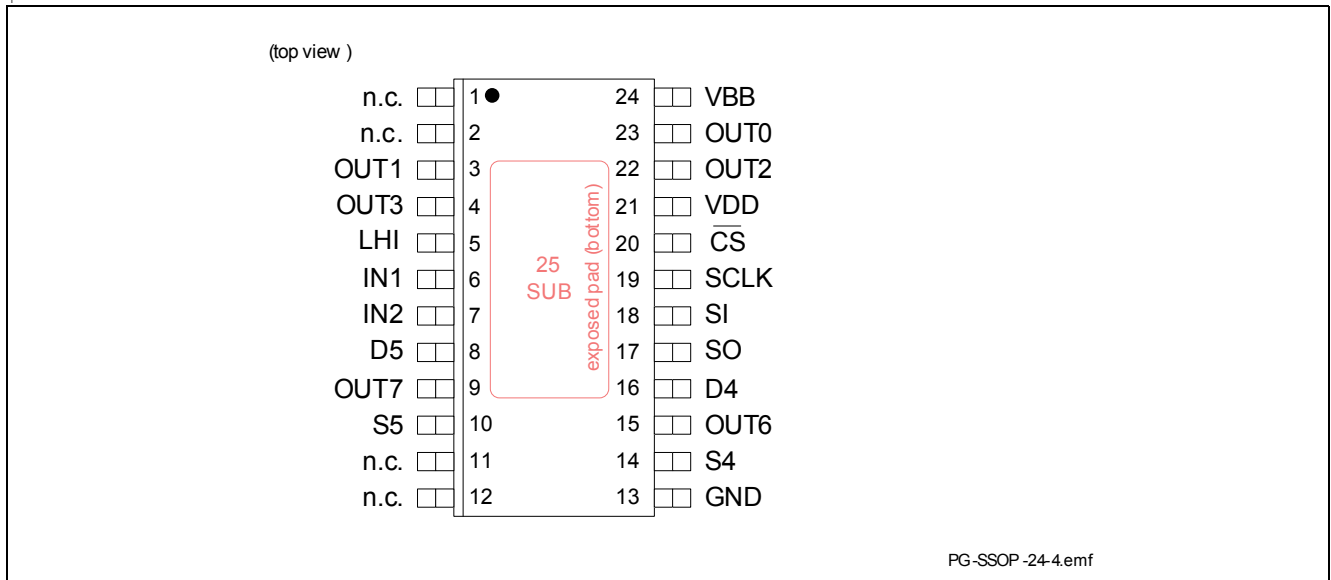 (top view )
n.c. 1 24 VBB
n.c. 2 23 OUT0
OUT1 3 22 OUT2
OUT3 4 21 VDD
LHI 5 20 C̅S̅
IN1 6 19 SCLK
IN2 7 18 SI
D5 8 17 SO
OUT7 9 16 D4
S5 10 15 OUT6
n.c. 11 14 S4
n.c. 12 13 GND
25
SUB
exposed pad (bottom)
PG-SSOP-24-4.emf